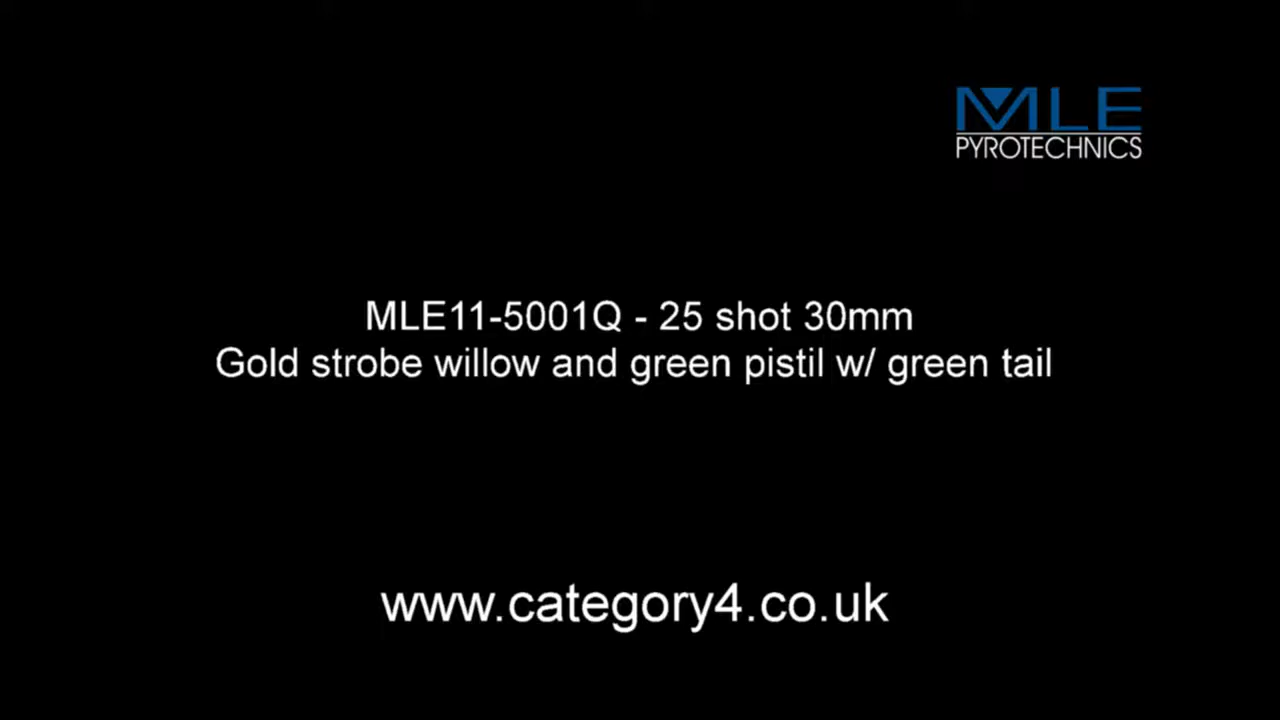 MLE
PYROTECHNICS
MLE11-5001Q - 25 shot 30mm
Gold strobe willow and green pistil w/ green tail
www.category4.co.uk